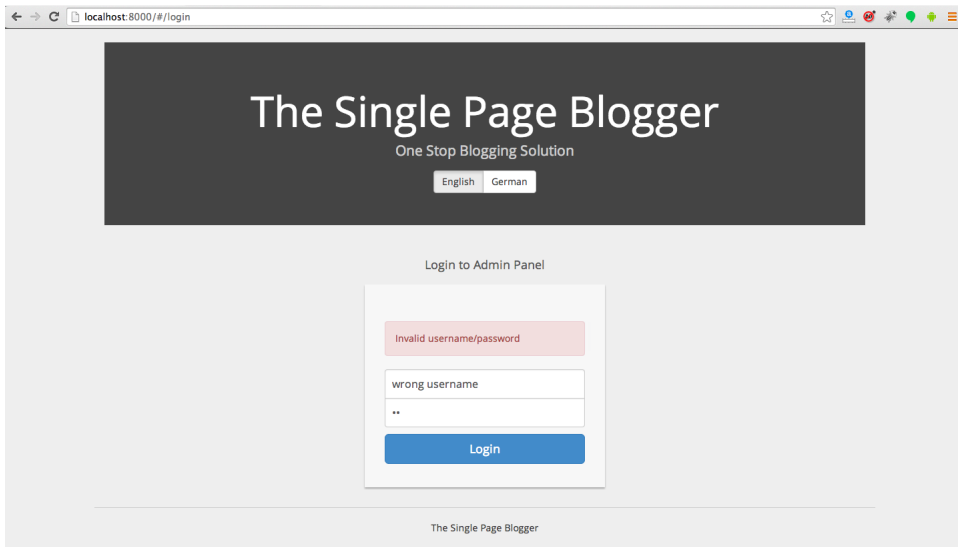 localhost:8000/#/login
The Single Page Blogger
One Stop Blogging Solution
English German
Login to Admin Panel
Invalid username/password
wrong username
••
Login
The Single Page Blogger